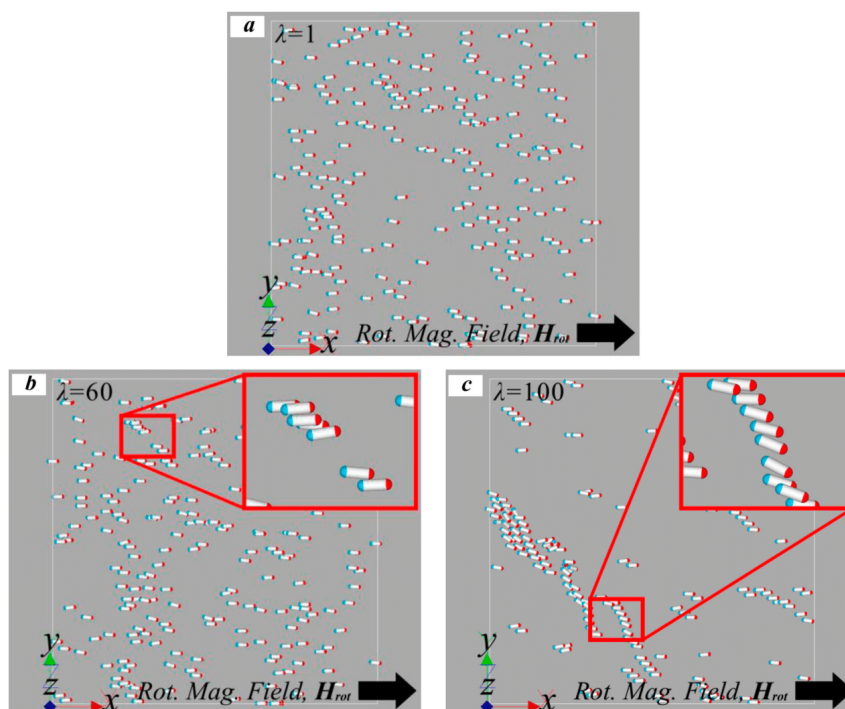 a
λ=1
y
z
x
Rot. Mag. Field, Hrot
b
λ=60
y
z
x
Rot. Mag. Field, Hrot
c
λ=100
y
z
x
Rot. Mag. Field, Hrot